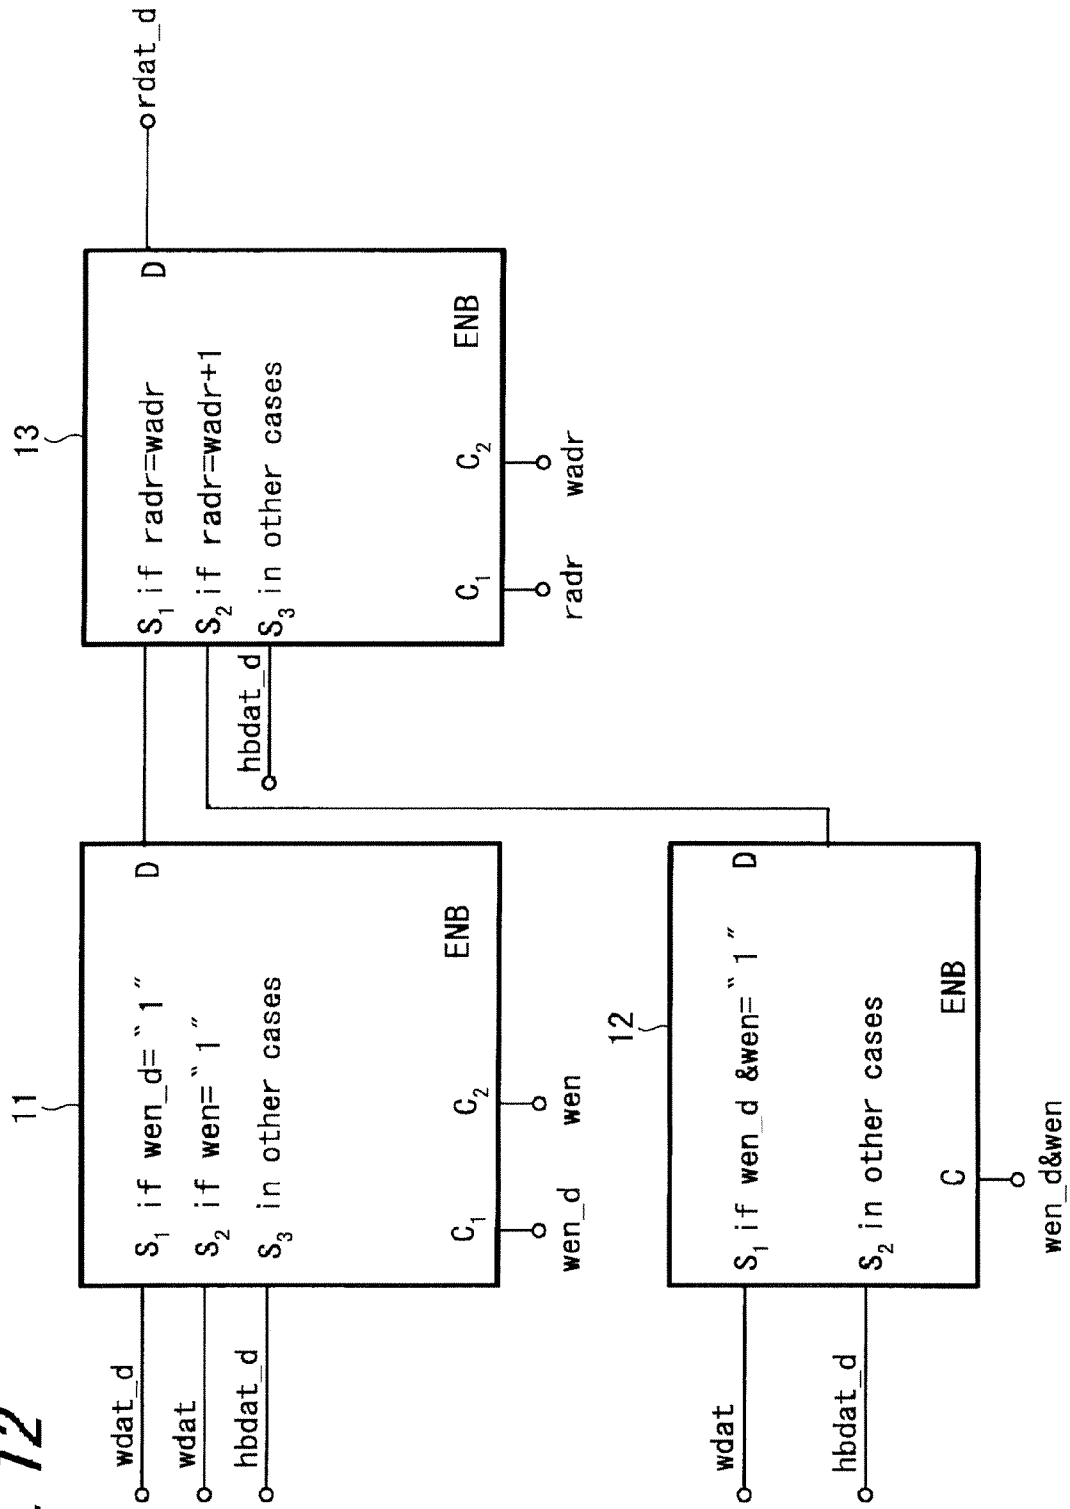 . 12
11
wdat_d
wdat
hbdat_d
S1 if wen_d=`1″
S2 if wen=`1″
S3 in other cases
D
ENB
C1
C2
wen_d
wen
12
wdat
hbdat_d
S1 if wen_d &wen=`1″
S2 in other cases
D
ENB
C
wen_d&wen
13
hbdat_d
S1 if radr=wadr
S2 if radr=wadr+1
S3 in other cases
D
ENB
C1
C2
radr
wadr
rdat_d